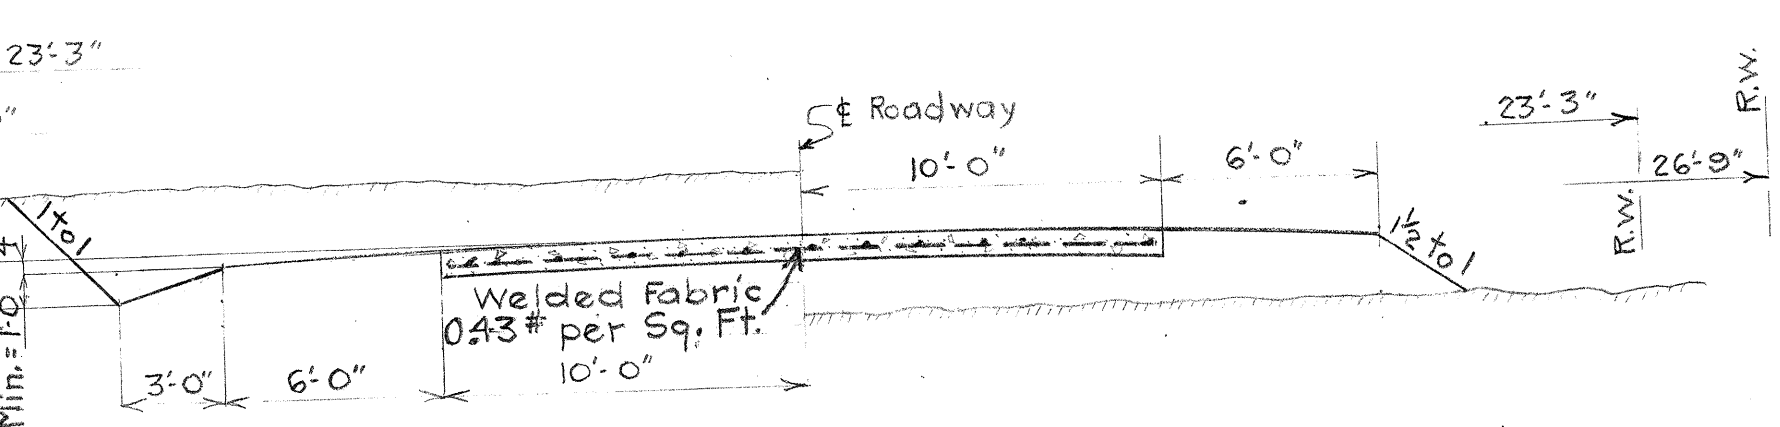 23'-3"
"
℄ Roadway
R.W.
23'-3"
10'-0"
6'-0"
26'-9"
1 to 1
R.W.
1½ to 1
4
Welded Fabric
0.43# per Sq. Ft.
Min. = 1'-0
3'-0"
6'-0"
10'-0"